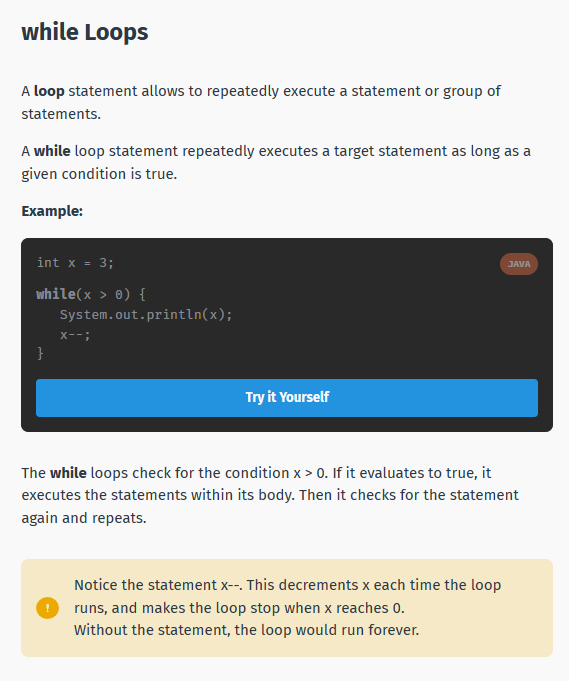 while Loops
A loop statement allows to repeatedly execute a statement or group of
statements.
A while loop statement repeatedly executes a target statement as long as a
given condition is true.
Example:
int x = 3;
JAVA
while(x > 0) {
   System.out.println(x);
   x--;
}
Try it Yourself
The while loops check for the condition x > 0. If it evaluates to true, it
executes the statements within its body. Then it checks for the statement
again and repeats.
Notice the statement x--. This decrements x each time the loop
runs, and makes the loop stop when x reaches 0.
Without the statement, the loop would run forever.